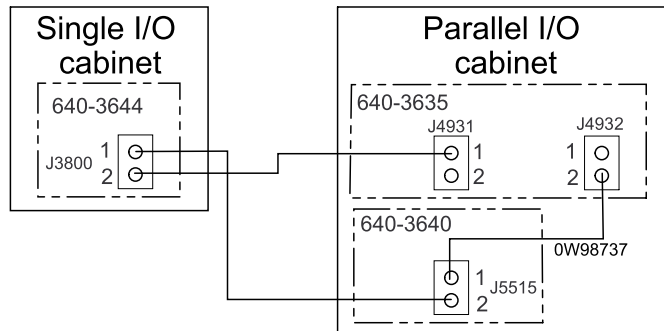 Single I/O
cabinet
640-3644
J3800
1
2
Parallel I/O
cabinet
640-3635
J4931
1
2
J4932
1
2
640-3640
0W98737
1
2
J5515